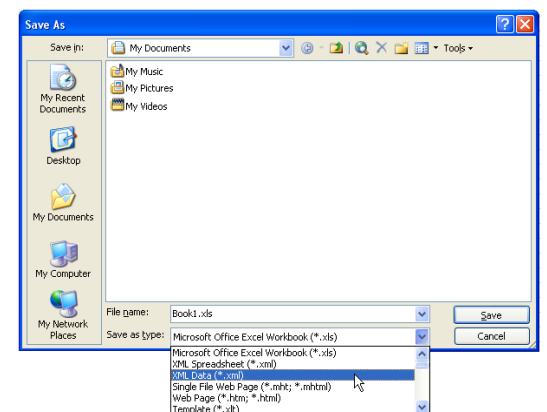 Save As
Save in:
My Documents
Tools
My Music
My Pictures
My Videos
My Recent
Documents
Desktop
My Documents
My Computer
My Network
Places
File name:
Book1.xls
Save
Save as type:
Microsoft Office Excel Workbook (*.xls)
Cancel
Microsoft Office Excel Workbook (*.xls)
XML Spreadsheet (*.xml)
XML Data (*.xml)
Single File Web Page (*.mht; *.mhtml)
Web Page (*.htm; *.html)
Template (*.xlt)